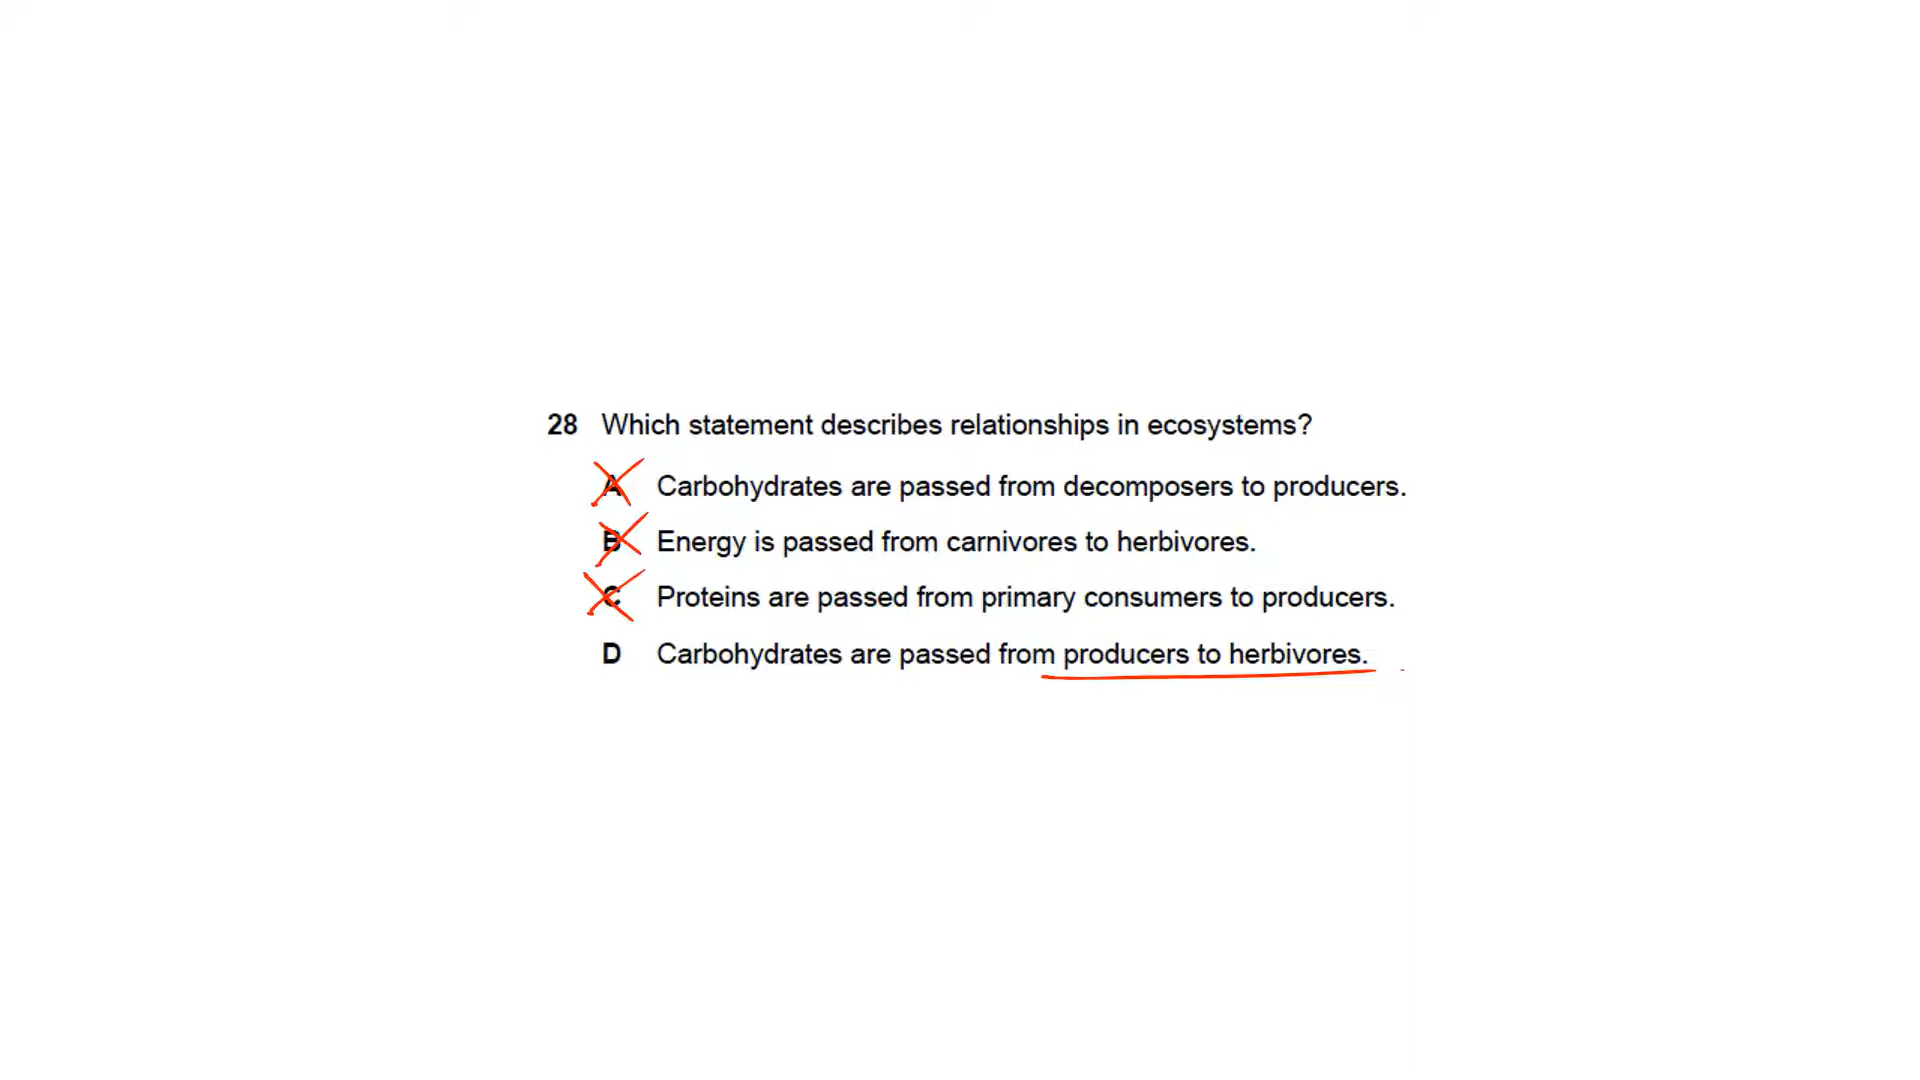 28 Which statement describes relationships in ecosystems?
A Carbohydrates are passed from decomposers to producers.
B Energy is passed from carnivores to herbivores.
C Proteins are passed from primary consumers to producers.
D Carbohydrates are passed from producers to herbivores.